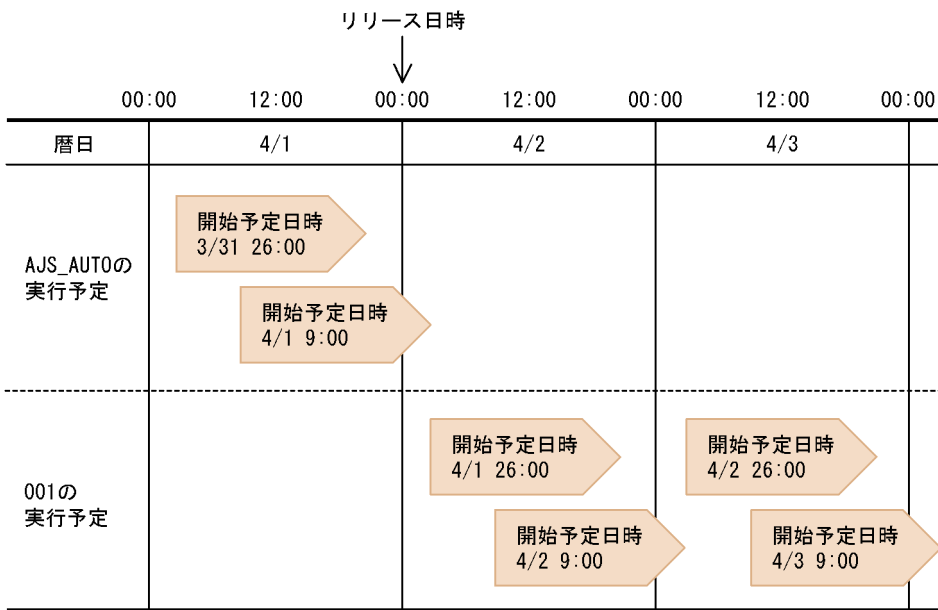 リリース日時
00:00 12:00 00:00 12:00 00:00 12:00 00:00
暦日 4/1 4/2 4/3
開始予定日時
3/31 26:00
AJS_AUTOの
実行予定
開始予定日時
4/1 9:00
開始予定日時
4/1 26:00
開始予定日時
4/2 26:00
001の
実行予定
開始予定日時
4/2 9:00
開始予定日時
4/3 9:00